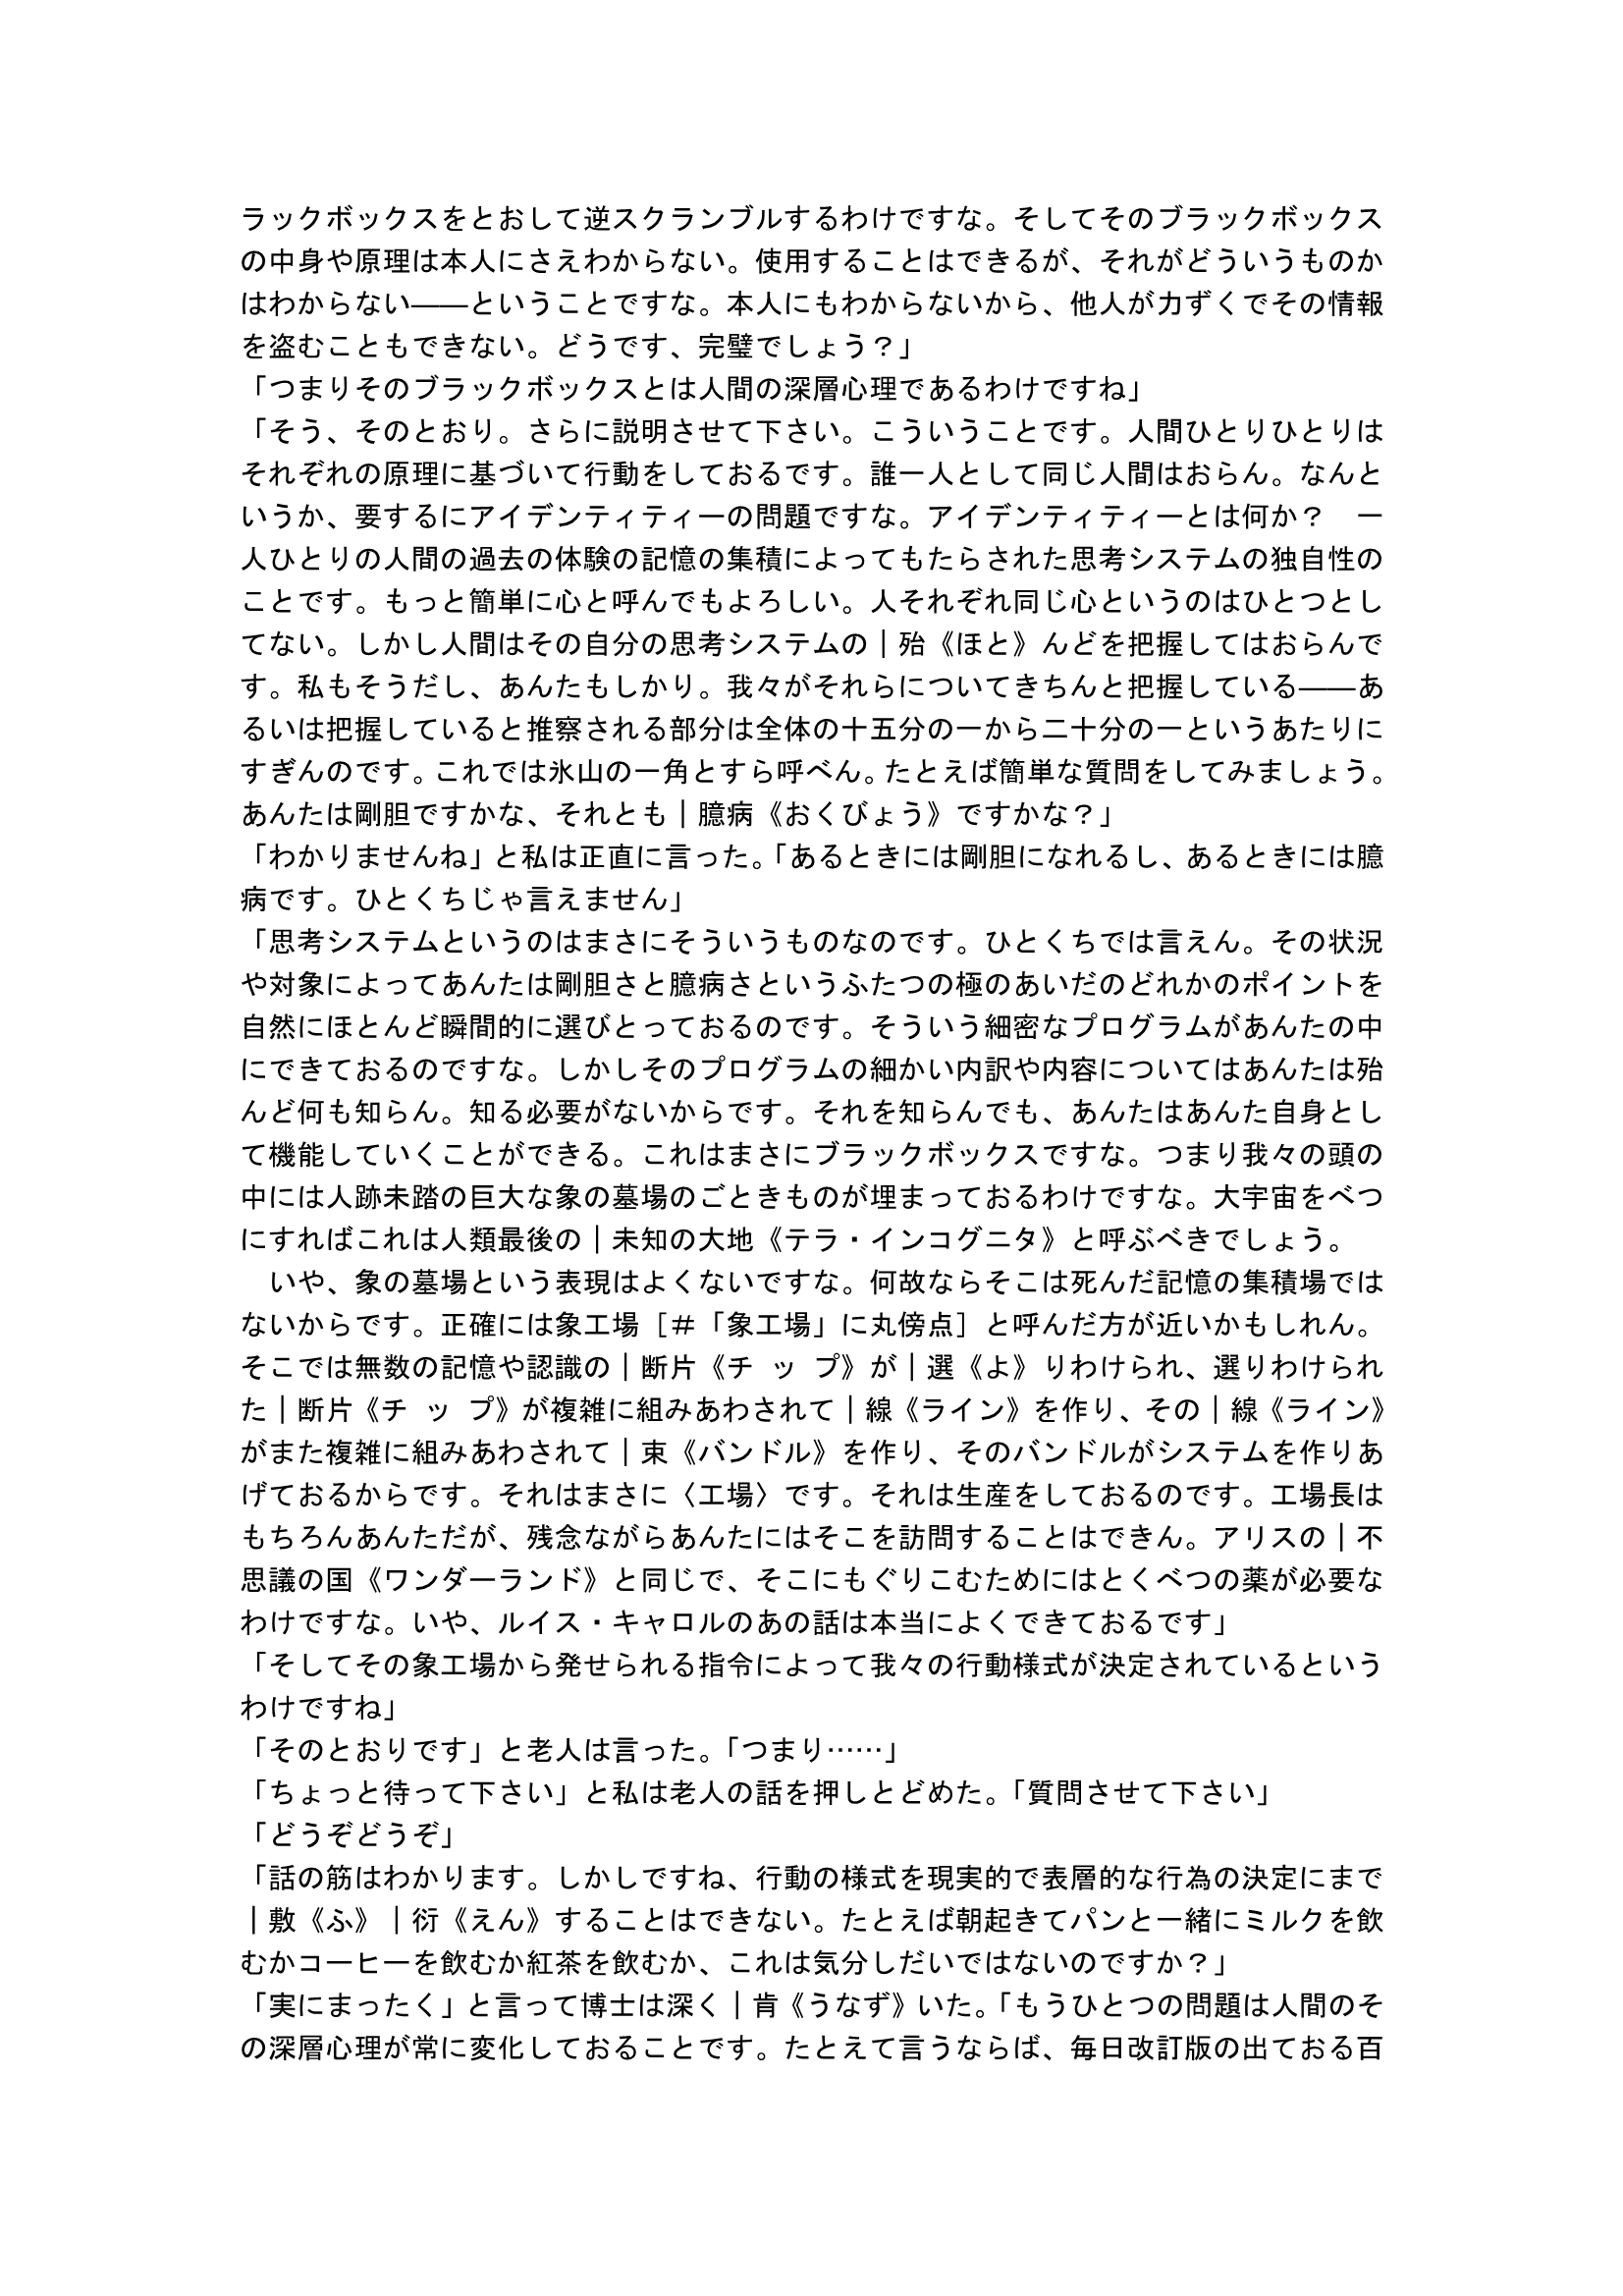 ラックボックスをとおして逆スクランブルするわけですな。そしてそのブラックボックス
の中身や原理は本人にさえわからない。使用することはできるが、それがどういうものか
はわからない――ということですな。本人にもわからないから、他人が力ずくでその情報
を盗むこともできない。どうです、完璧でしょう？」
「つまりそのブラックボックスとは人間の深層心理であるわけですね」
「そう、そのとおり。さらに説明させて下さい。こういうことです。人間ひとりひとりは
それぞれの原理に基づいて行動をしておるです。誰一人として同じ人間はおらん。なんと
いうか、要するにアイデンティティーの問題ですな。アイデンティティーとは何か？　一
人ひとりの人間の過去の体験の記憶の集積によってもたらされた思考システムの独自性の
ことです。もっと簡単に心と呼んでもよろしい。人それぞれ同じ心というのはひとつとし
てない。しかし人間はその自分の思考システムの｜殆《ほと》んどを把握してはおらんで
す。私もそうだし、あんたもしかり。我々がそれらについてきちんと把握している――あ
るいは把握していると推察される部分は全体の十五分の一から二十分の一というあたりに
すぎんのです。これでは氷山の一角とすら呼べん。たとえば簡単な質問をしてみましょう。
あんたは剛胆ですかな、それとも｜臆病《おくびょう》ですかな？」
「わかりませんね」と私は正直に言った。「あるときには剛胆になれるし、あるときには臆
病です。ひとくちじゃ言えません」
「思考システムというのはまさにそういうものなのです。ひとくちでは言えん。その状況
や対象によってあんたは剛胆さと臆病さというふたつの極のあいだのどれかのポイントを
自然にほとんど瞬間的に選びとっておるのです。そういう細密なプログラムがあんたの中
にできておるのですな。しかしそのプログラムの細かい内訳や内容についてはあんたは殆
んど何も知らん。知る必要がないからです。それを知らんでも、あんたはあんた自身とし
て機能していくことができる。これはまさにブラックボックスですな。つまり我々の頭の
中には人跡未踏の巨大な象の墓場のごときものが埋まっておるわけですな。大宇宙をべつ
にすればこれは人類最後の｜未知の大地《テラ・インコグニタ》と呼ぶべきでしょう。
　いや、象の墓場という表現はよくないですな。何故ならそこは死んだ記憶の集積場では
ないからです。正確には象工場［＃「象工場」に丸傍点］と呼んだ方が近いかもしれん。
そこでは無数の記憶や認識の｜断片《チ ッ プ》が｜選《よ》りわけられ、選りわけられ
た｜断片《チ ッ プ》が複雑に組みあわされて｜線《ライン》を作り、その｜線《ライン》
がまた複雑に組みあわされて｜束《バンドル》を作り、そのバンドルがシステムを作りあ
げておるからです。それはまさに〈工場〉です。それは生産をしておるのです。工場長は
もちろんあんただが、残念ながらあんたにはそこを訪問することはできん。アリスの｜不
思議の国《ワンダーランド》と同じで、そこにもぐりこむためにはとくべつの薬が必要な
わけですな。いや、ルイス・キャロルのあの話は本当によくできておるです」
「そしてその象工場から発せられる指令によって我々の行動様式が決定されているという
わけですね」
「そのとおりです」と老人は言った。「つまり……」
「ちょっと待って下さい」と私は老人の話を押しとどめた。「質問させて下さい」
「どうぞどうぞ」
「話の筋はわかります。しかしですね、行動の様式を現実的で表層的な行為の決定にまで
｜敷《ふ》｜衍《えん》することはできない。たとえば朝起きてパンと一緒にミルクを飲
むかコーヒーを飲むか紅茶を飲むか、これは気分しだいではないのですか？」
「実にまったく」と言って博士は深く｜肯《うなず》いた。「もうひとつの問題は人間のそ
の深層心理が常に変化しておることです。たとえて言うならば、毎日改訂版の出ておる百